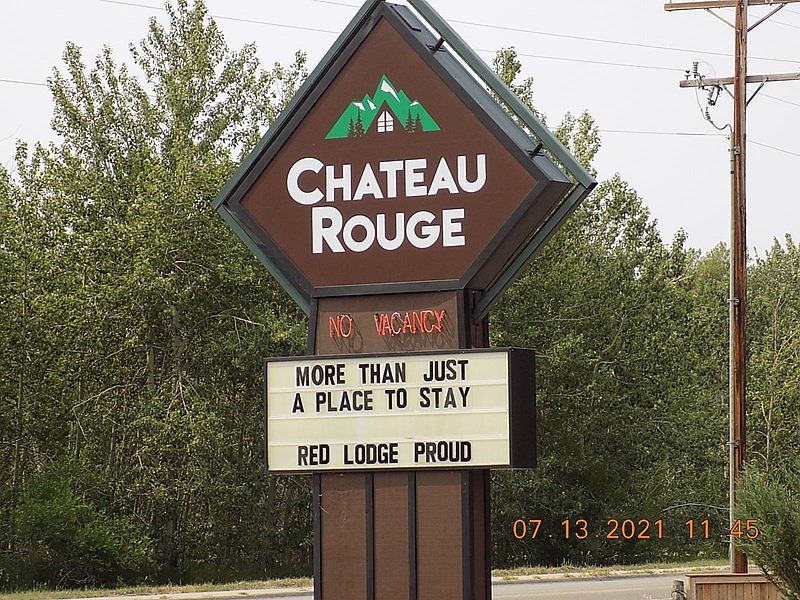 CHATEAU
ROUGE
NO VACANCY
MORE THAN JUST
A PLACE TO STAY
RED LODGE PROUD
07.13.2021 11 45